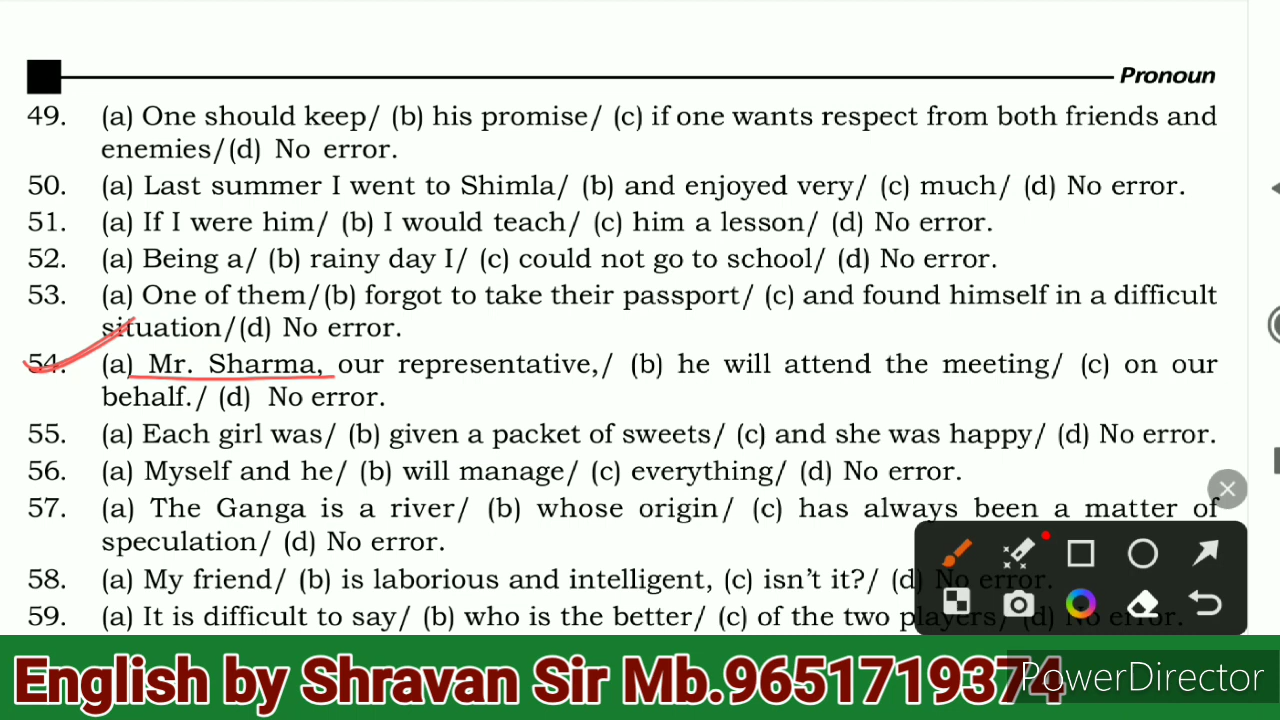 Pronoun
49. (a) One should keep/ (b) his promise/ (c) if one wants respect from both friends and
enemies/(d) No error.
50. (a) Last summer I went to Shimla/ (b) and enjoyed very/ (c) much/ (d) No error.
51. (a) If I were him/ (b) I would teach/ (c) him a lesson/ (d) No error.
52. (a) Being a/ (b) rainy day I/ (c) could not go to school/ (d) No error.
53. (a) One of them/(b) forgot to take their passport/ (c) and found himself in a difficult
situation/(d) No error.
54. (a) Mr. Sharma, our representative,/ (b) he will attend the meeting/ (c) on our
behalf./ (d) No error.
55. (a) Each girl was/ (b) given a packet of sweets/ (c) and she was happy/ (d) No error.
56. (a) Myself and he/ (b) will manage/ (c) everything/ (d) No error.
57. (a) The Ganga is a river/ (b) whose origin/ (c) has always been a matter of
speculation/ (d) No error.
58. (a) My friend/ (b) is laborious and intelligent, (c) isn't it?/ (d) No error.
59. (a) It is difficult to say/ (b) who is the better/ (c) of the two players/ (d) No error.
English by Shravan Sir Mb.9651719374
PowerDirector